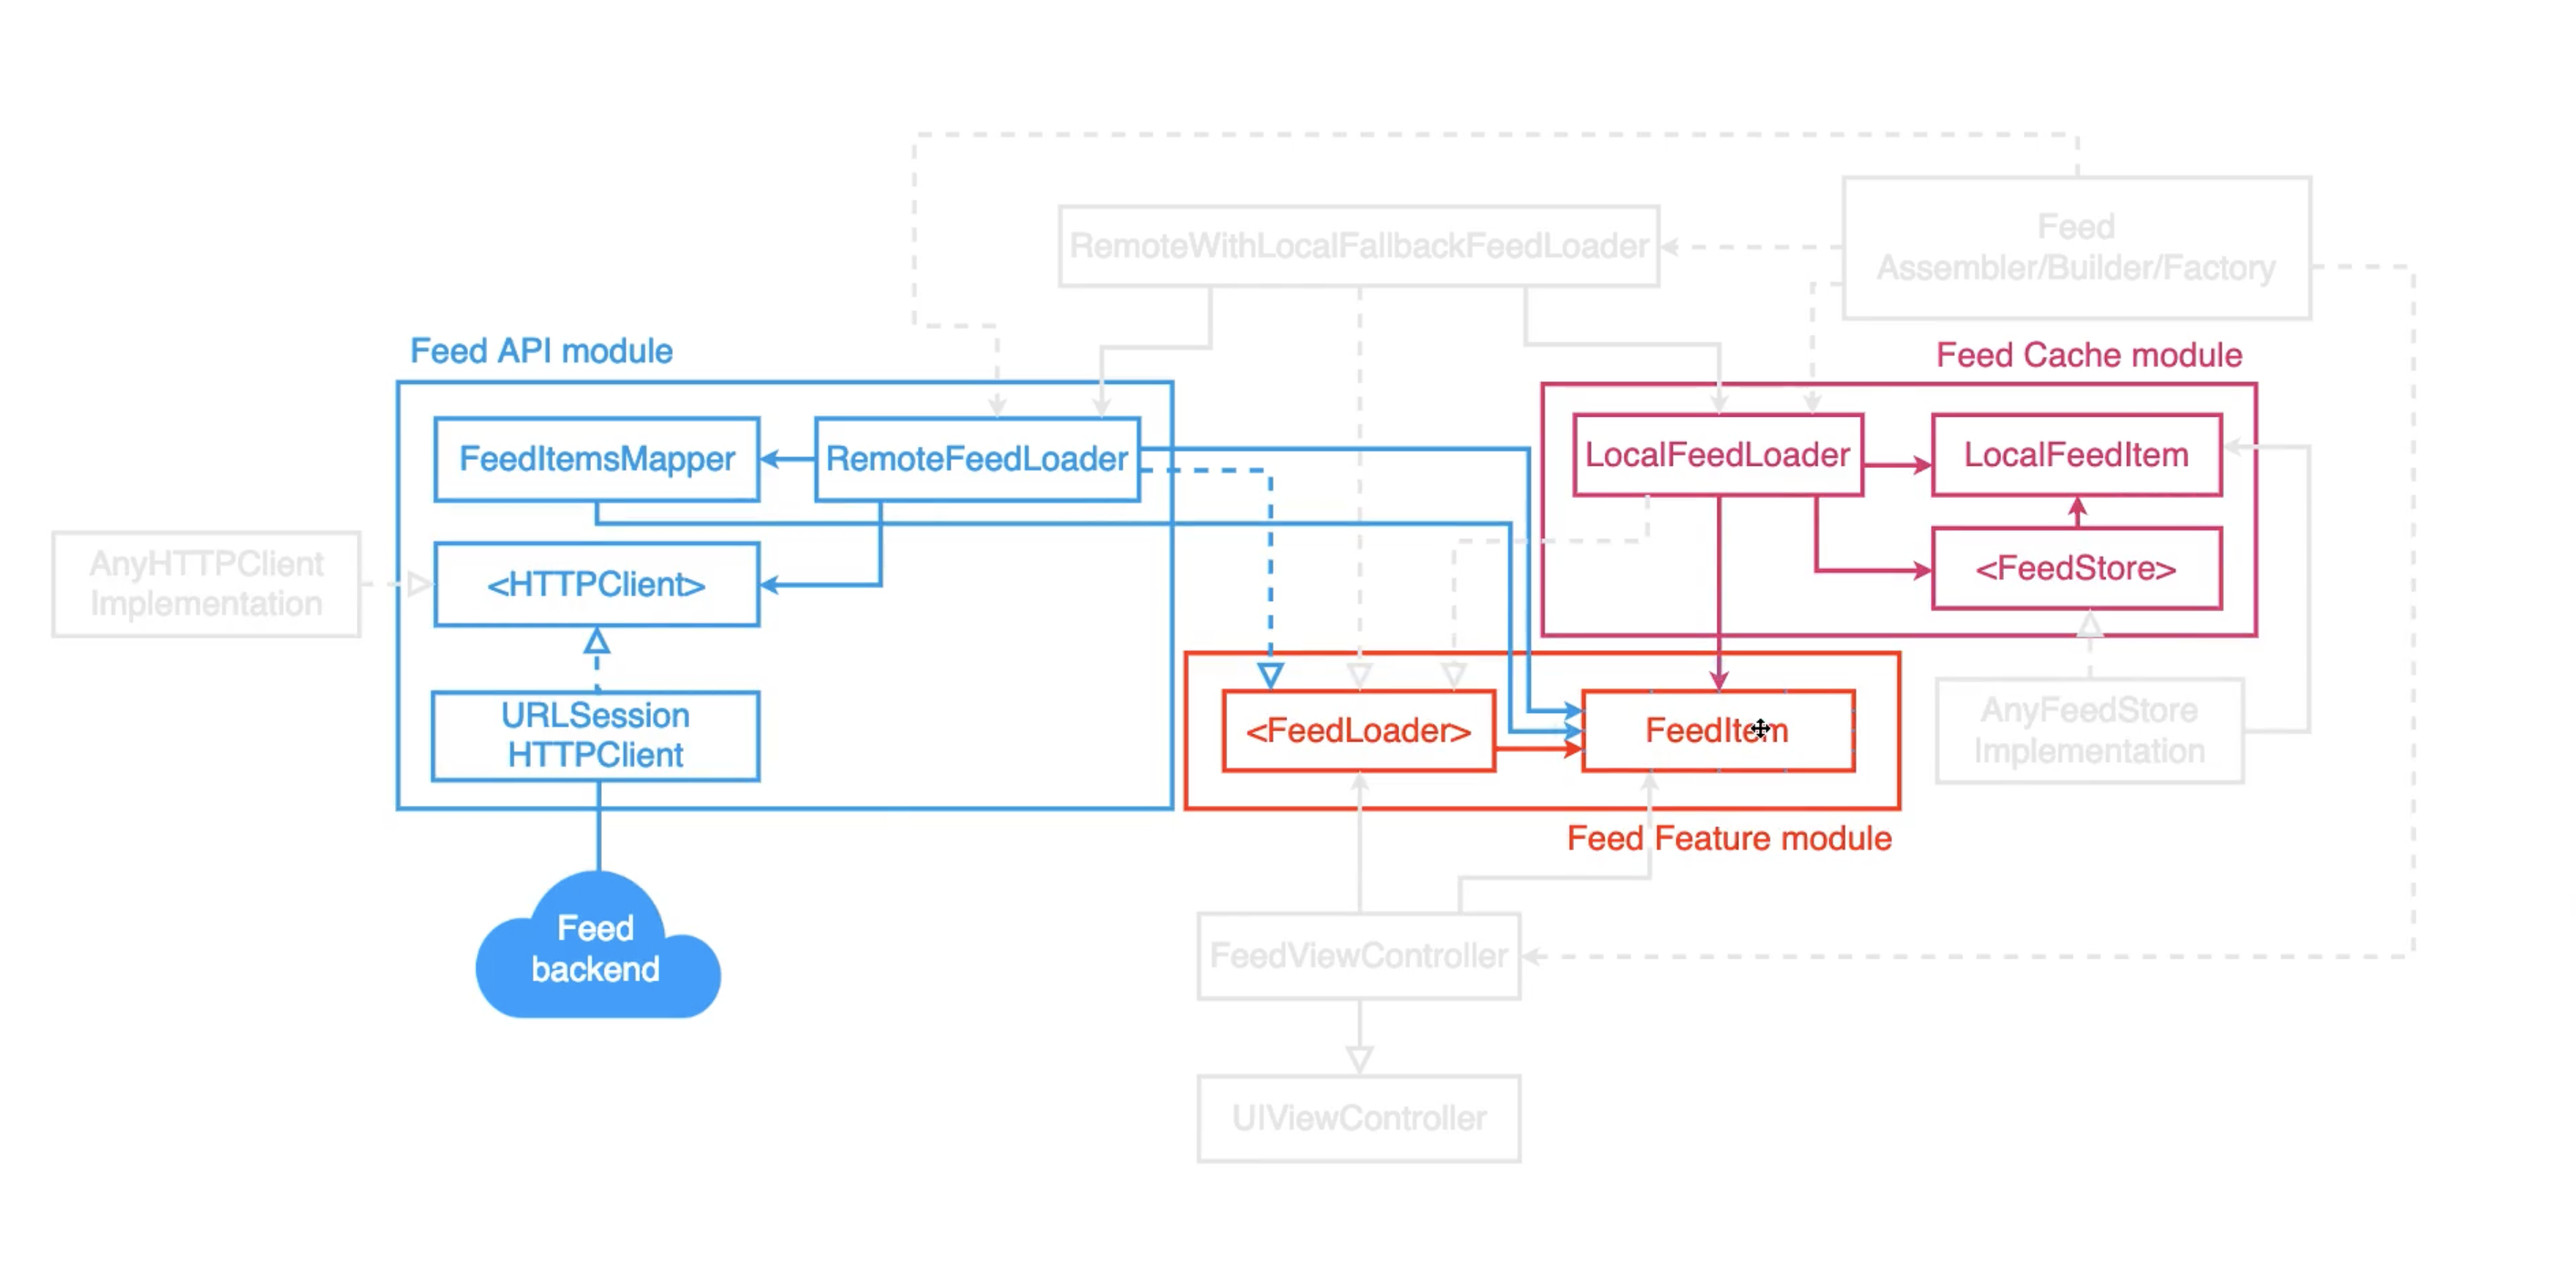 Feed
Assembler/Builder/Factory
RemoteWithLocalFallbackFeedLoader
Feed API module
Feed Cache module
FeedItemsMapper
RemoteFeedLoader
LocalFeedLoader
LocalFeedItem
AnyHTTPClient
Implementation
<HTTPClient>
<FeedStore>
URLSession
HTTPClient
<FeedLoader>
FeedItem
AnyFeedStore
Implementation
Feed Feature module
Feed
backend
FeedViewController
UIViewController